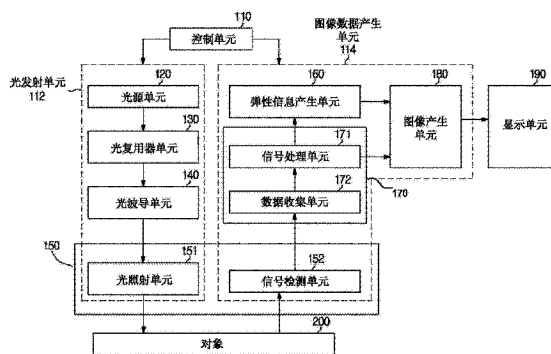 110
控制单元
图像数据产生
单元
114
光发射单元
112
120
光源单元
160
弹性信息产生单元
180
图像产生
单元
190
显示单元
130
光复用器单元
171
信号处理单元
140
光波导单元
172
数据收集单元
170
150
151
光照射单元
152
信号检测单元
200
对象